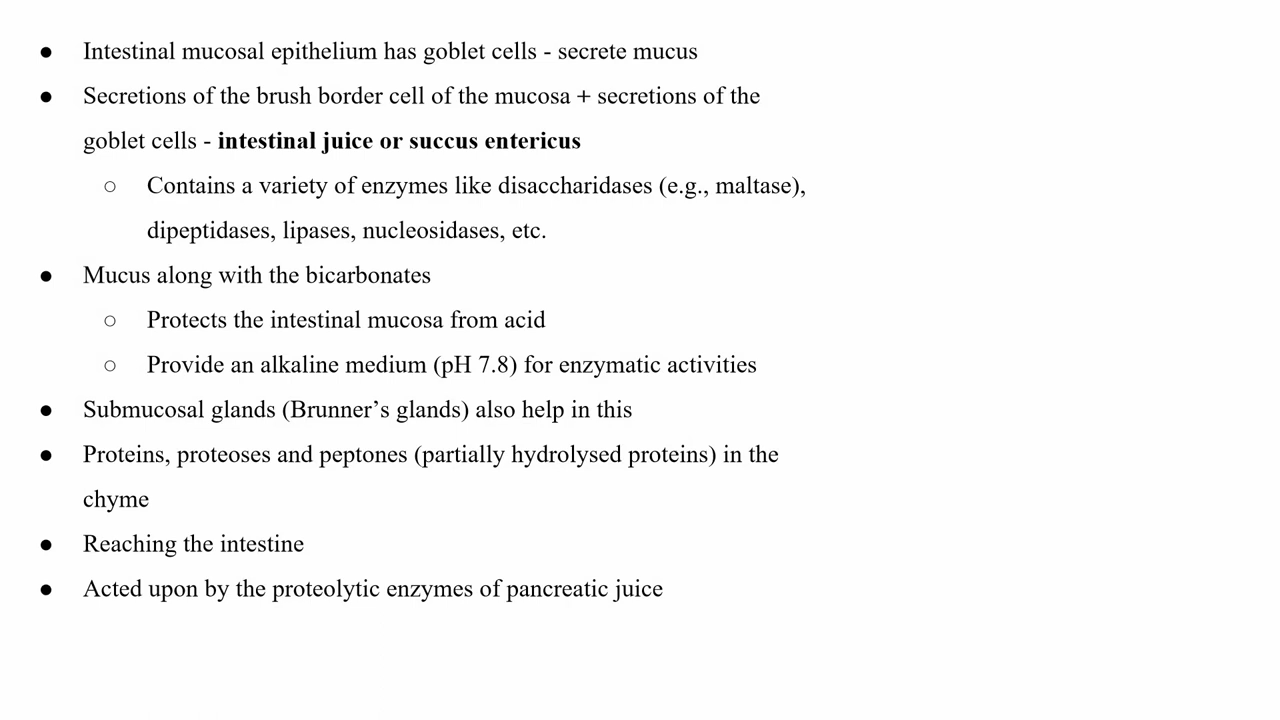 ● Intestinal mucosal epithelium has goblet cells - secrete mucus
● Secretions of the brush border cell of the mucosa + secretions of the
goblet cells - intestinal juice or succus entericus
○ Contains a variety of enzymes like disaccharidases (e.g., maltase),
dipeptidases, lipases, nucleosidases, etc.
● Mucus along with the bicarbonates
○ Protects the intestinal mucosa from acid
○ Provide an alkaline medium (pH 7.8) for enzymatic activities
● Submucosal glands (Brunner’s glands) also help in this
● Proteins, proteoses and peptones (partially hydrolysed proteins) in the
chyme
● Reaching the intestine
● Acted upon by the proteolytic enzymes of pancreatic juice